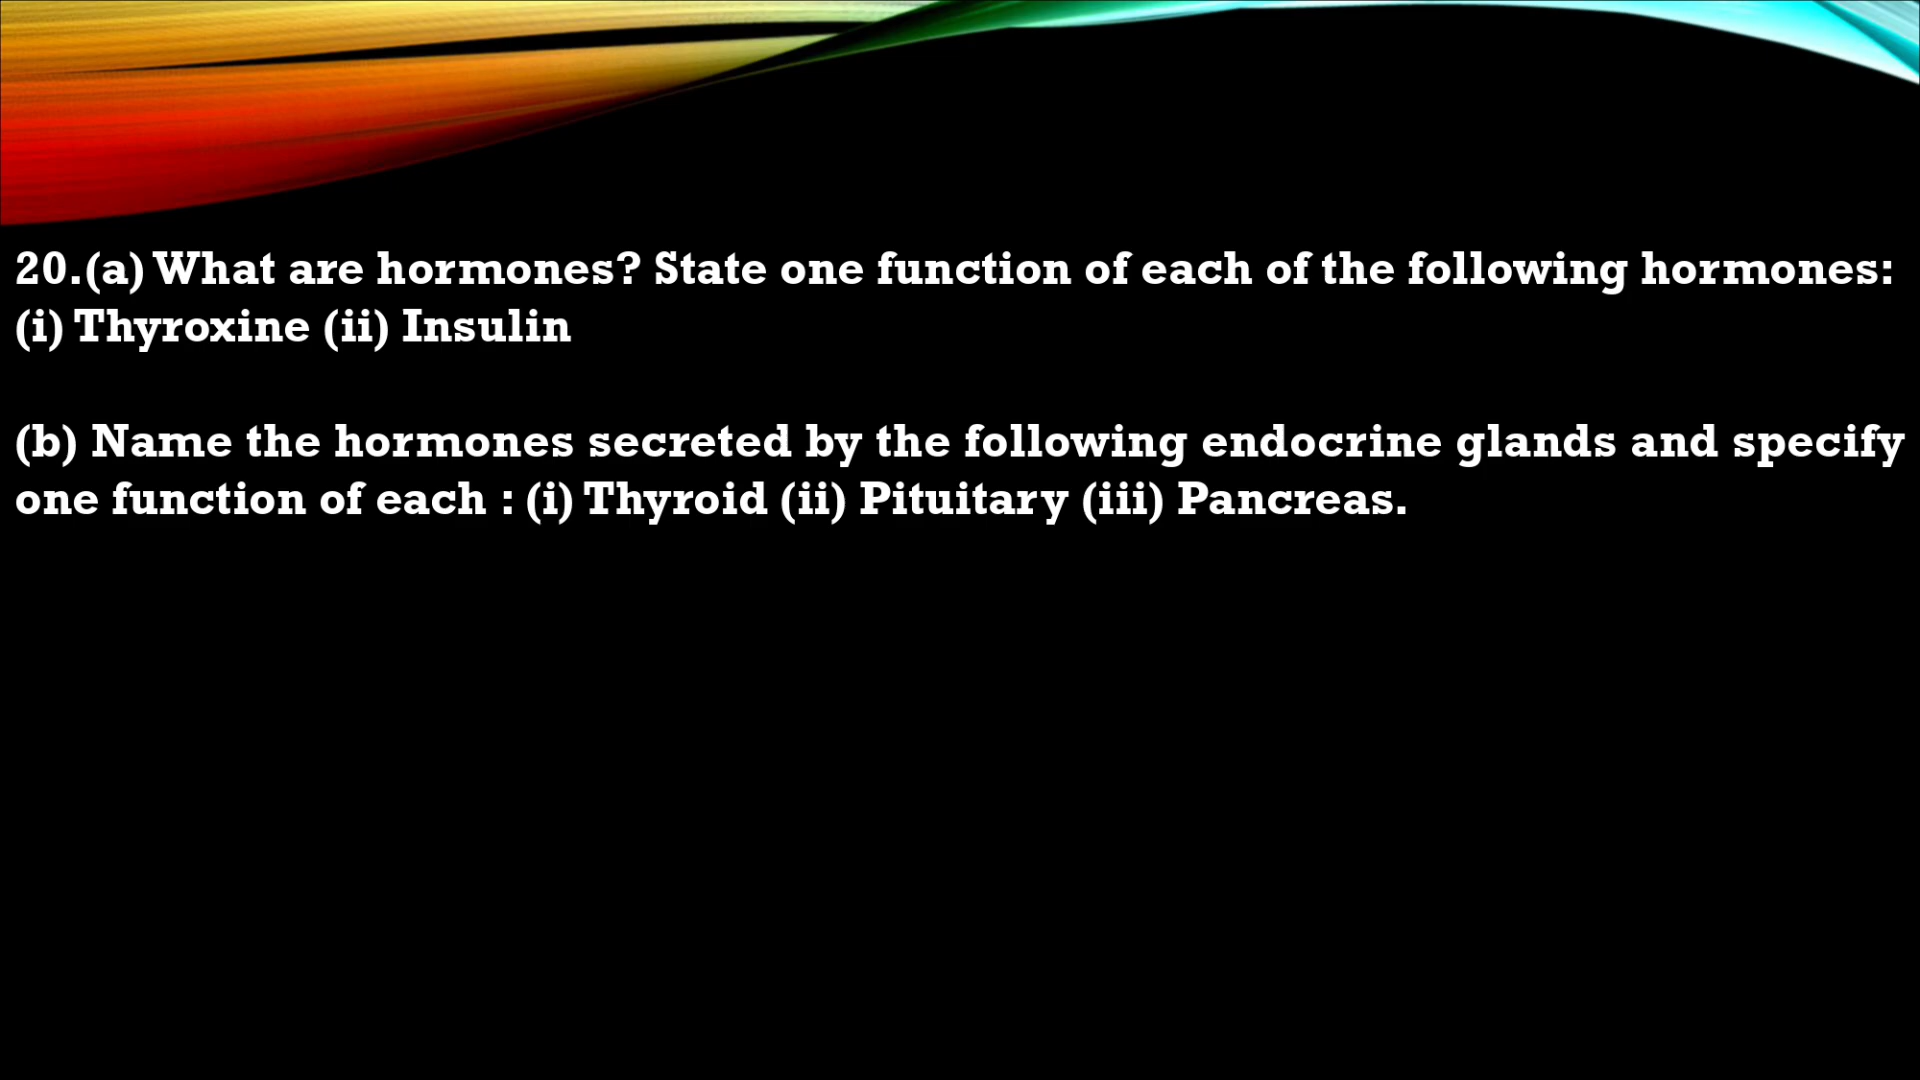 20.(a) What are hormones? State one function of each of the following hormones:
(i) Thyroxine (ii) Insulin
(b) Name the hormones secreted by the following endocrine glands and specify
one function of each : (i) Thyroid (ii) Pituitary (iii) Pancreas.